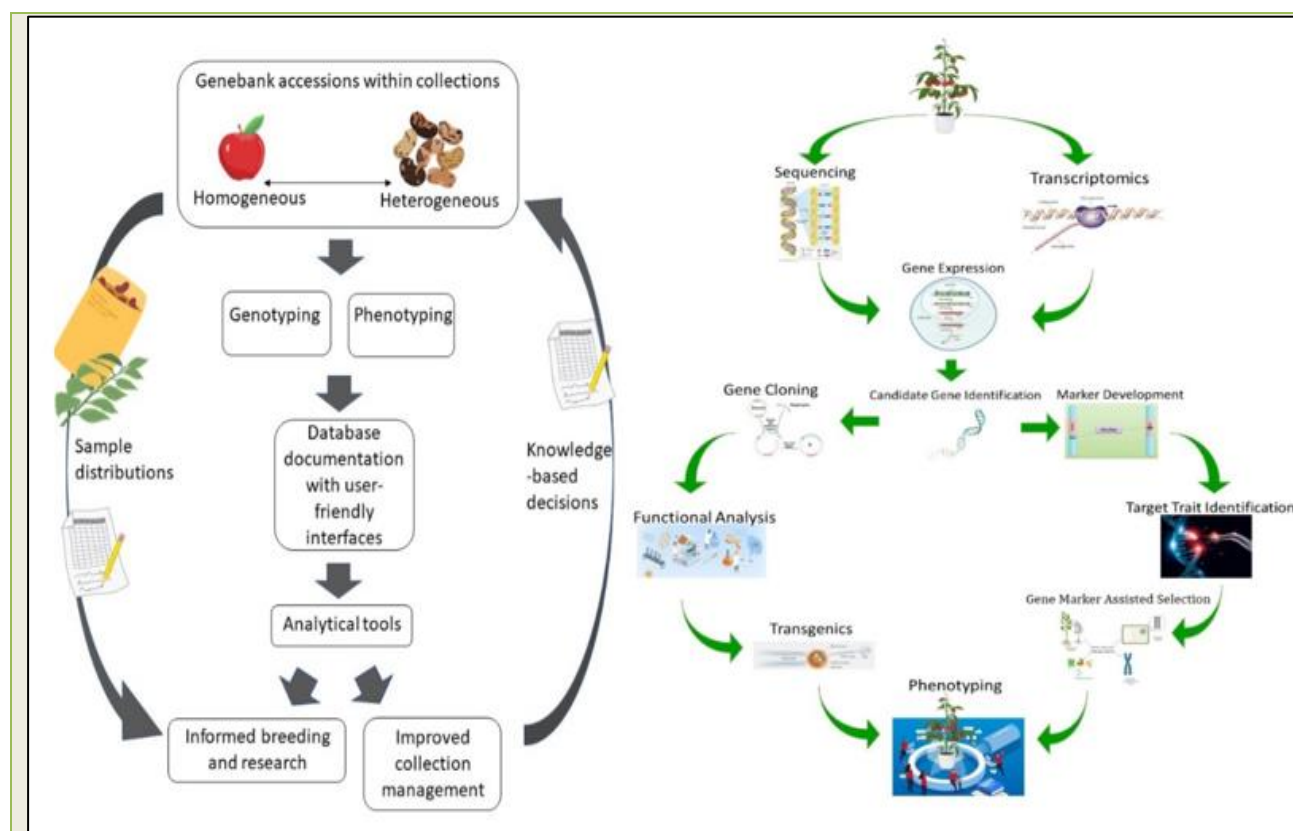 Genebank accessions within collections
Homogeneous
Heterogeneous
Genotyping
Phenotyping
Database
documentation
with user-
friendly
interfaces
Sample
distributions
Knowledge
-based
decisions
Analytical tools
Informed breeding
and research
Improved
collection
management
Sequencing
Transcriptomics
Gene Expression
Gene Cloning
Candidate Gene Identification
Marker Development
Functional Analysis
Target Trait Identification
Gene Marker Assisted Selection
Transgenics
Phenotyping